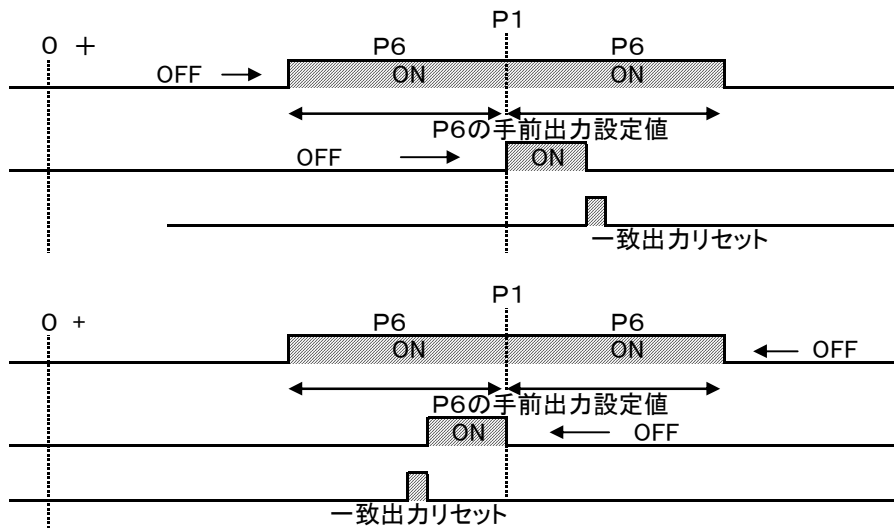 P1
0 + P6 P6
OFF → ON ON
P6の手前出力設定値
OFF → ON
一致出力リセット
P1
0 + P6 P6
ON ON ← OFF
P6の手前出力設定値
ON ← OFF
一致出力リセット